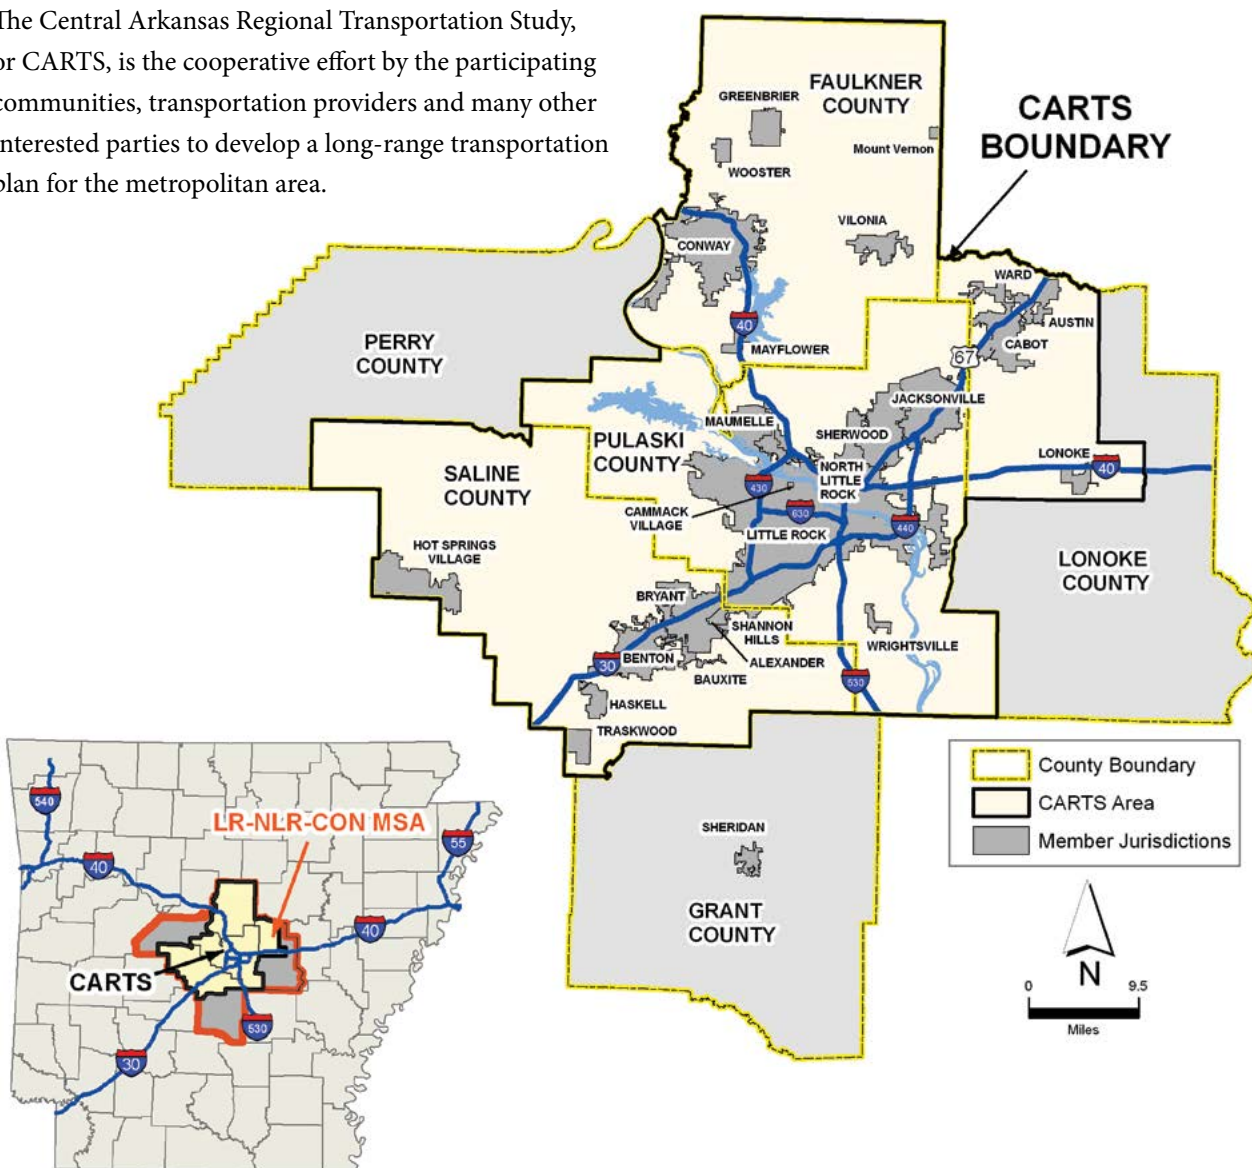 The Central Arkansas Regional Transportation Study,
or CARTS, is the cooperative effort by the participating
communities, transportation providers and many other
interested parties to develop a long-range transportation
plan for the metropolitan area.
FAULKNER
COUNTY
GREENBRIER
Mount Vernon
WOOSTER
CARTS
BOUNDARY
VILONIA
CONWAY
WARD
AUSTIN
CABOT
40
MAYFLOWER
67
PERRY
COUNTY
JACKSONVILLE
MAUMELLE
SHERWOOD
PULASKI
COUNTY
LONOKE
40
NORTH
LITTLE
ROCK
SALINE
COUNTY
430
CAMMACK
VILLAGE
630
440
LITTLE ROCK
HOT SPRINGS
VILLAGE
LONOKE
COUNTY
BRYANT
SHANNON
HILLS
WRIGHTSVILLE
30
BENTON
ALEXANDER
BAUXITE
530
HASKELL
TRASKWOOD
SHERIDAN
GRANT
COUNTY
County Boundary
CARTS Area
Member Jurisdictions
N
0 9.5
Miles
LR-NLR-CON MSA
540
40
55
40
CARTS
530
30